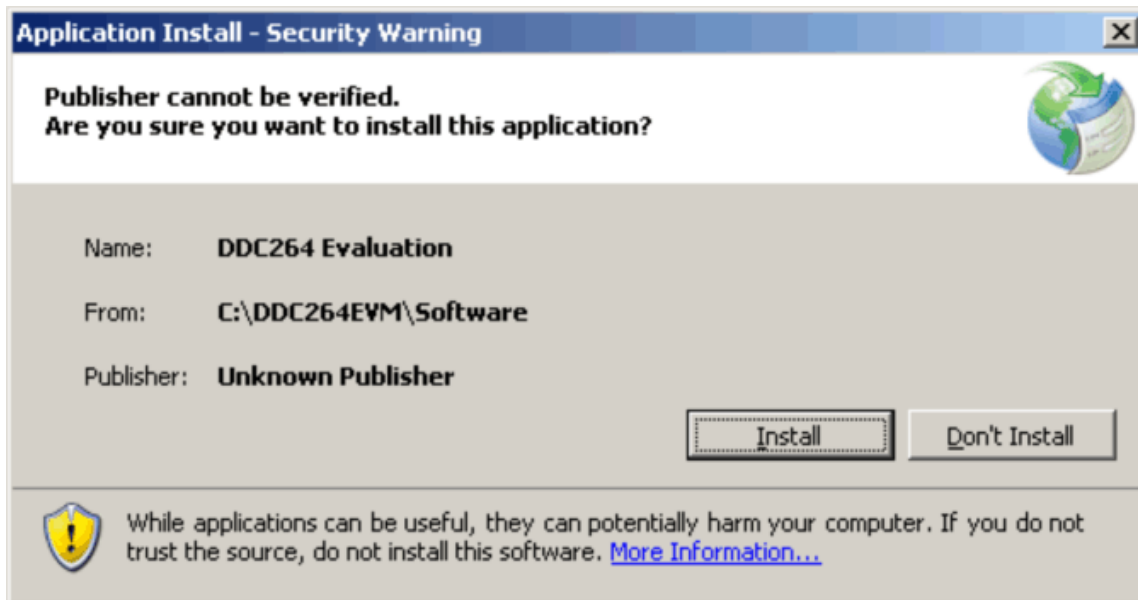 Application Install - Security Warning
Publisher cannot be verified.
Are you sure you want to install this application?
Name: DDC264 Evaluation
From: C:\DDC264EVM\Software
Publisher: Unknown Publisher
Install Don't Install
While applications can be useful, they can potentially harm your computer. If you do not
trust the source, do not install this software. More Information...